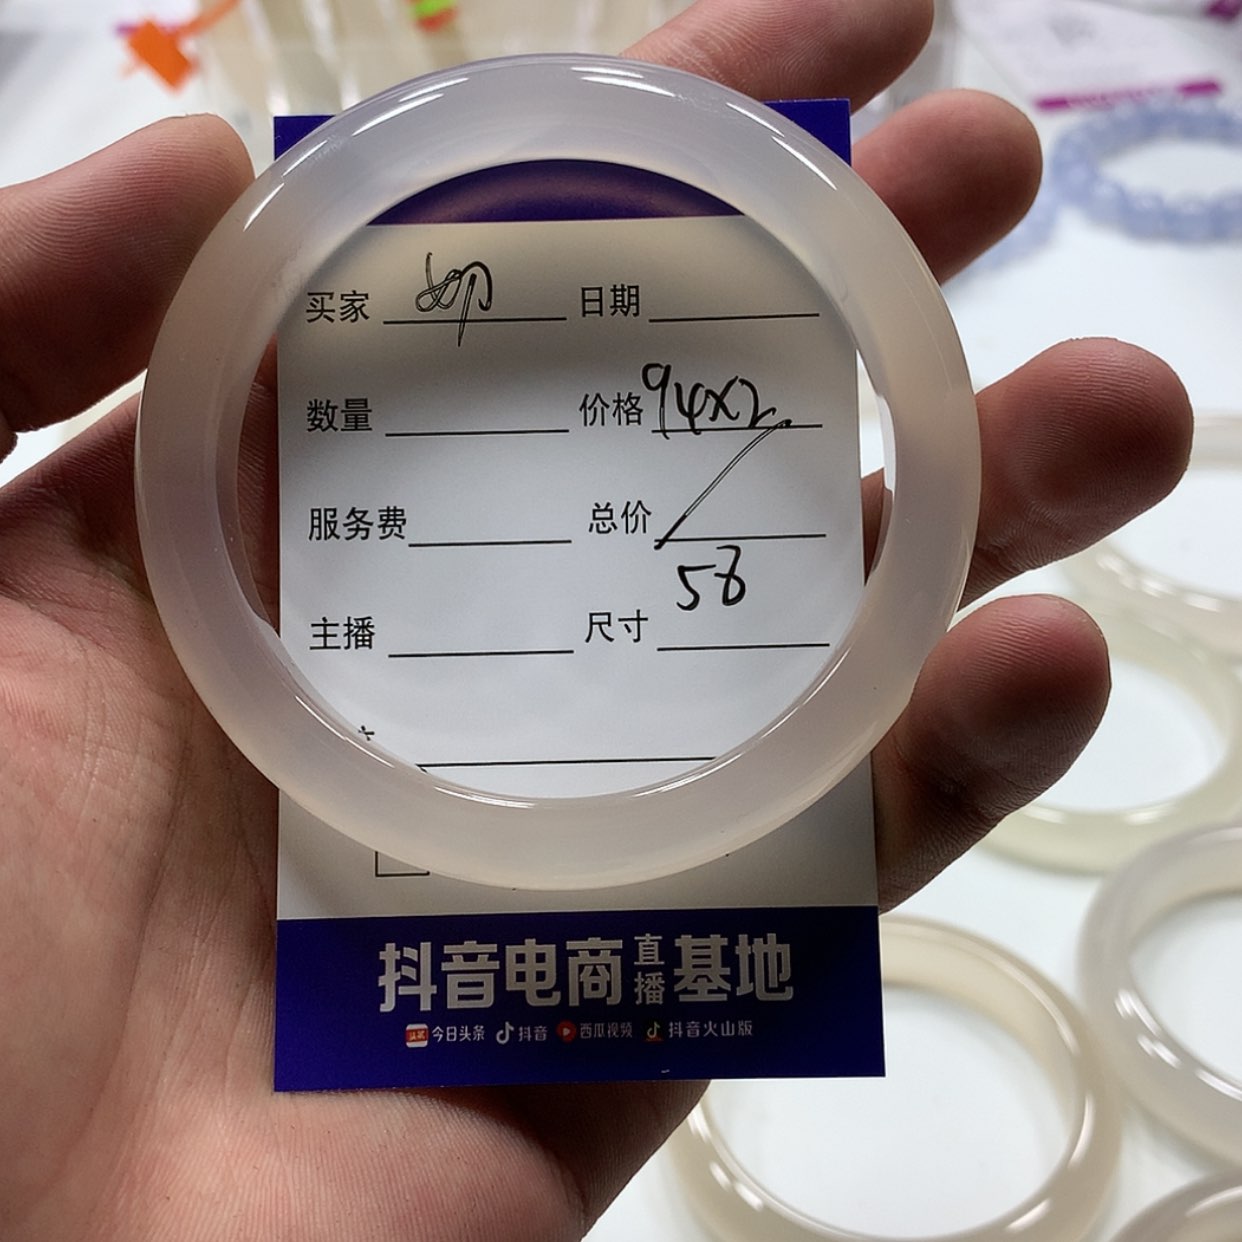 买家 日期
数量 价格 94x2.
服务费 总价
58
主播 尺寸
抖音电商直播基地
今日头条 抖音 西瓜视频 抖音火山版